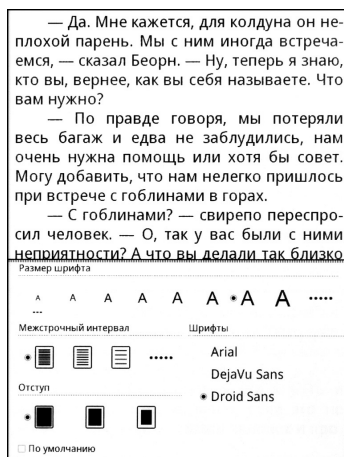 — Да. Мне кажется, для колдуна он не-
плохой парень. Мы с ним иногда встреча-
емся, — сказал Беорн. — Ну, теперь я знаю,
кто вы, вернее, как вы себя называете. Что
вам нужно?
— По правде говоря, мы потеряли
весь багаж и едва не заблудились, нам
очень нужна помощь или хотя бы совет.
Могу добавить, что нам нелегко пришлось
при встрече с гоблинами в горах.
— С гоблинами? — свирепо переспро-
сил человек. — О, так у вас были с ними
неприятности? А что вы делали так близко
Размер шрифта
A A A A A A A A
Межстрочный интервал
Шрифты
Arial
DejaVu Sans
Droid Sans
Отступ
По умолчанию